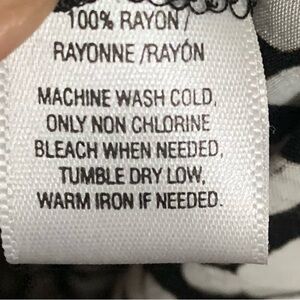 100% RAYON/
RAYONNE /RAYÓN
MACHINE WASH COLD,
ONLY NON CHLORINE
BLEACH WHEN NEEDED,
TUMBLE DRY LOW,
WARM IRON IF NEEDED.